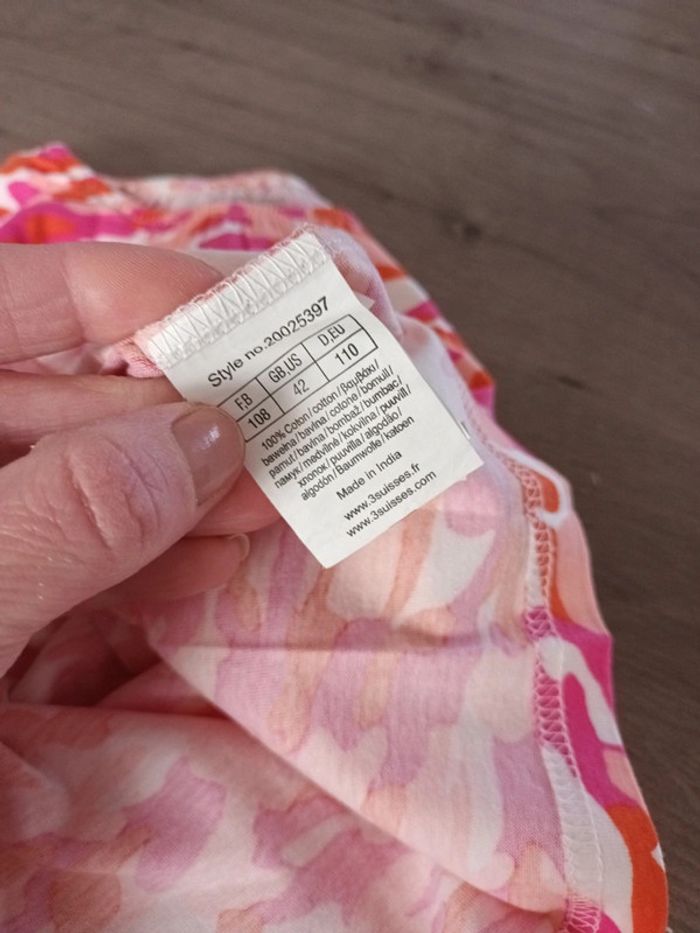 Style no.20025397
F,B GB,US D,EU
108 42 110
100% Coton/cotton/βαμβάκι/
bawełna/bavlna/cotone/bomull/
pamut/bavlna/bombaž/bumbac/
памук/medvilnė/kokvilna/puuvill/
хлопок/puuvilla/algodão/
algodón/Baumwolle/katoen
Made in India
www.3suisses.fr
www.3suisses.com